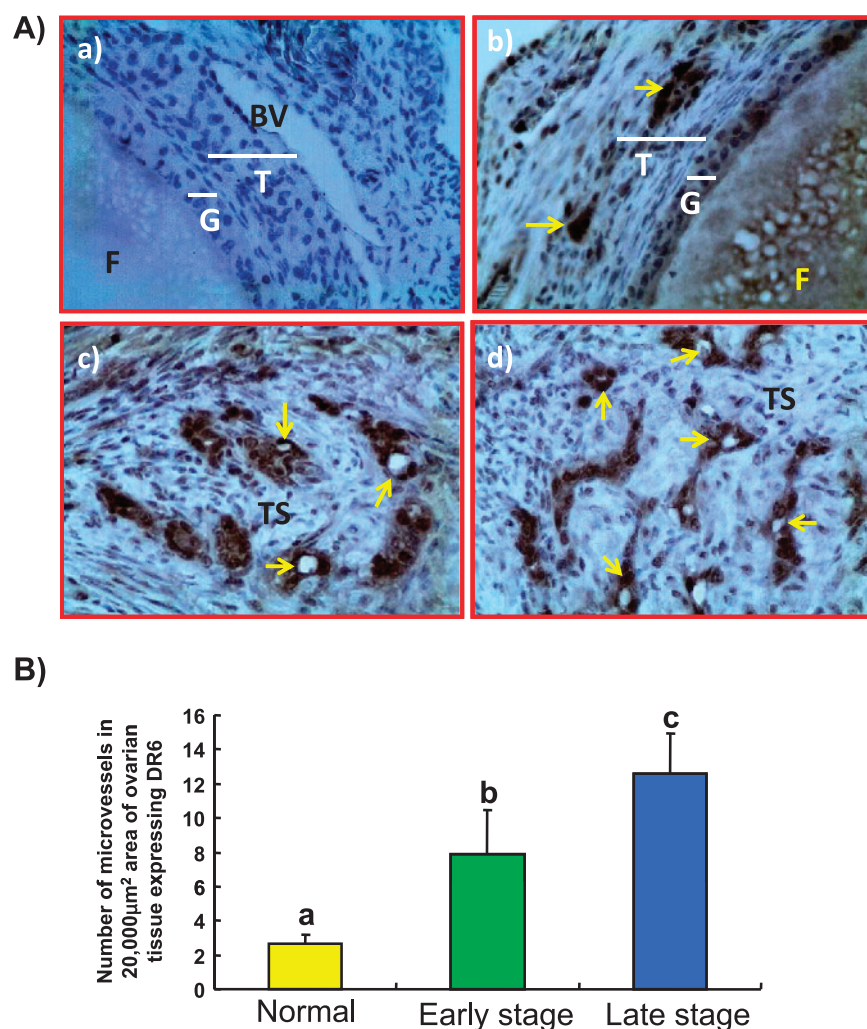 A)
a)
BV
T
G
F
b)
T
G
F
c)
TS
d)
TS
B)
Number of microvessels in
20,000µm² area of ovarian
tissue expressing DR6
16
14
12
10
8
6
4
2
0
a
b
c
Normal
Early stage
Late stage